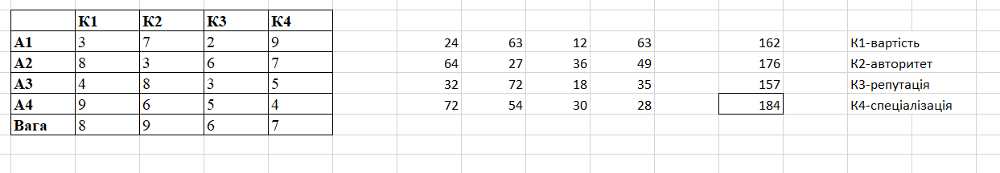 К1 К2 К3 К4
А1 3 7 2 9 24 63 12 63 162 К1-вартість
А2 8 3 6 7 64 27 36 49 176 К2-авторитет
А3 4 8 3 5 32 72 18 35 157 К3-репутація
А4 9 6 5 4 72 54 30 28 184 К4-спеціалізація
Вага 8 9 6 7